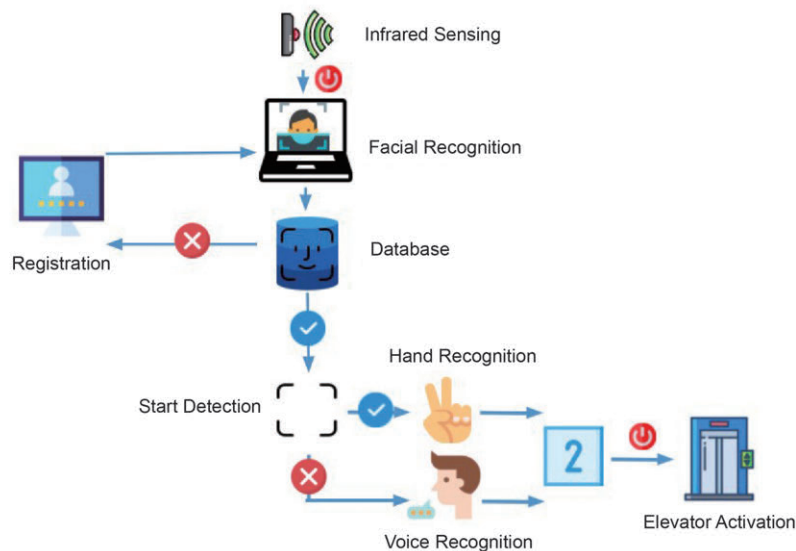 Infrared Sensing
Facial Recognition
Registration
Database
Hand Recognition
Start Detection
2
Voice Recognition
Elevator Activation